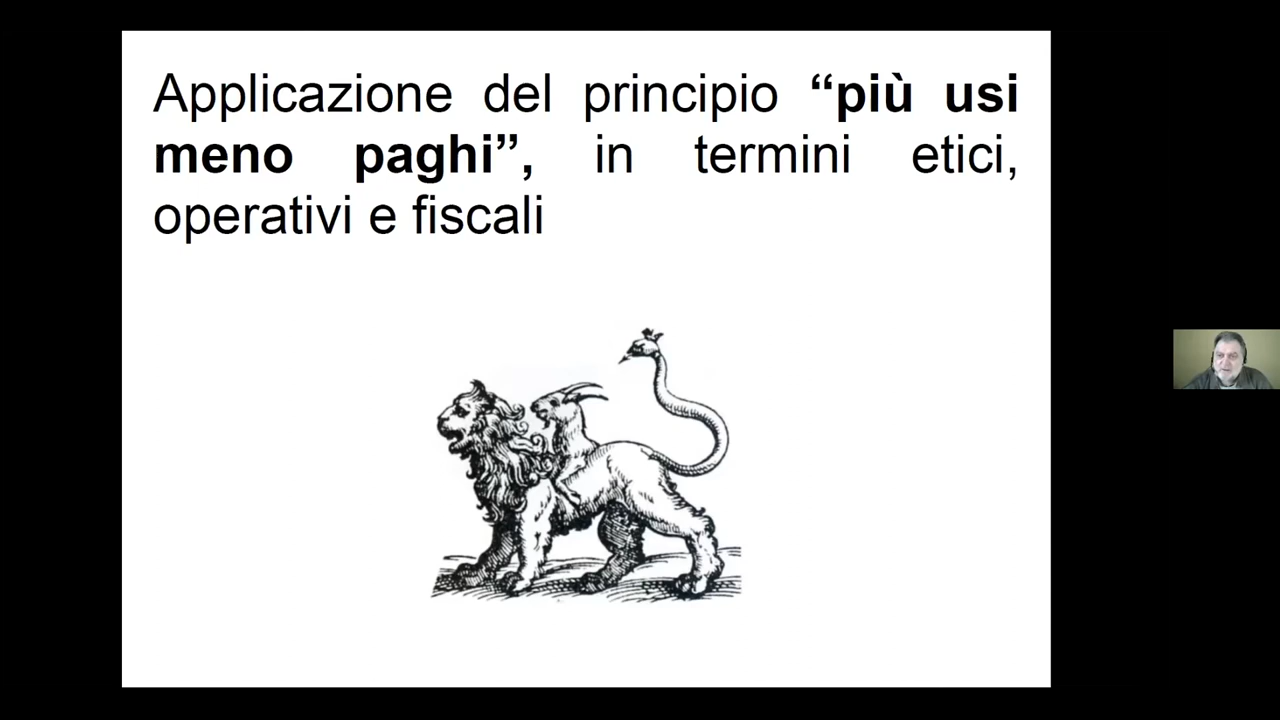 Applicazione del principio “più usi
meno paghi”, in termini etici,
operativi e fiscali